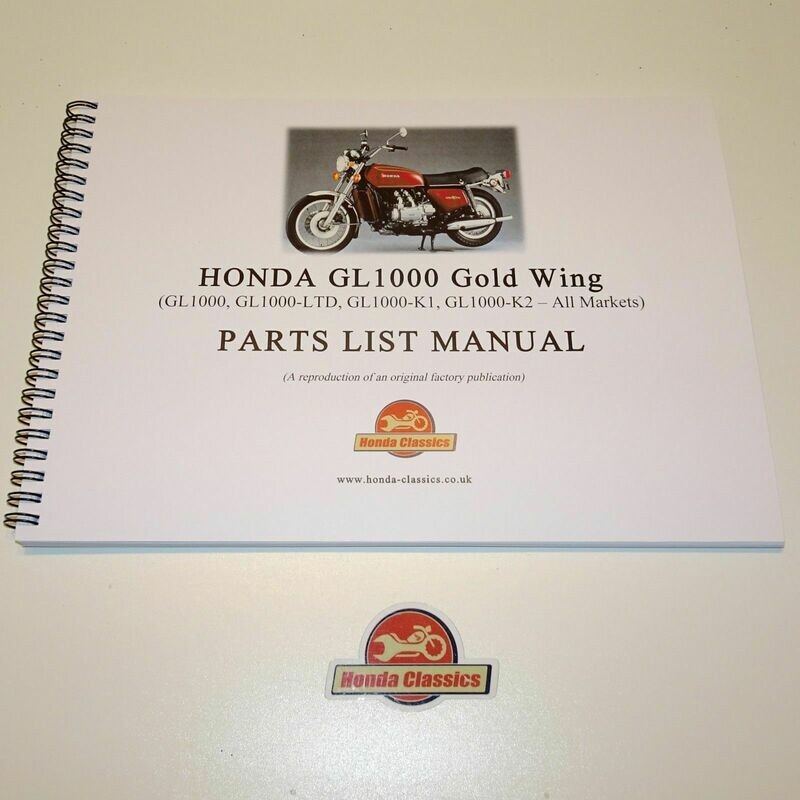 HONDA
HONDA GL1000 Gold Wing
(GL1000, GL1000-LTD, GL1000-K1, GL1000-K2 – All Markets)
PARTS LIST MANUAL
(A reproduction of an original factory publication)
Honda Classics
www.honda-classics.co.uk
Honda Classics